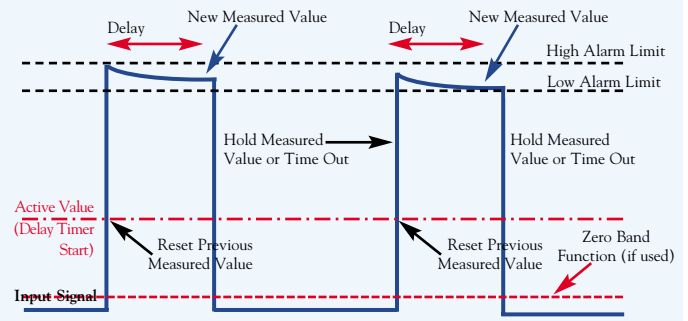 Delay
New Measured Value
Delay
New Measured Value
High Alarm Limit
Low Alarm Limit
Hold Measured
Value or Time Out
Hold Measured
Value or Time Out
Active Value
(Delay Timer
Start)
Reset Previous
Measured Value
Reset Previous
Measured Value
Zero Band
Function (if used)
Input Signal